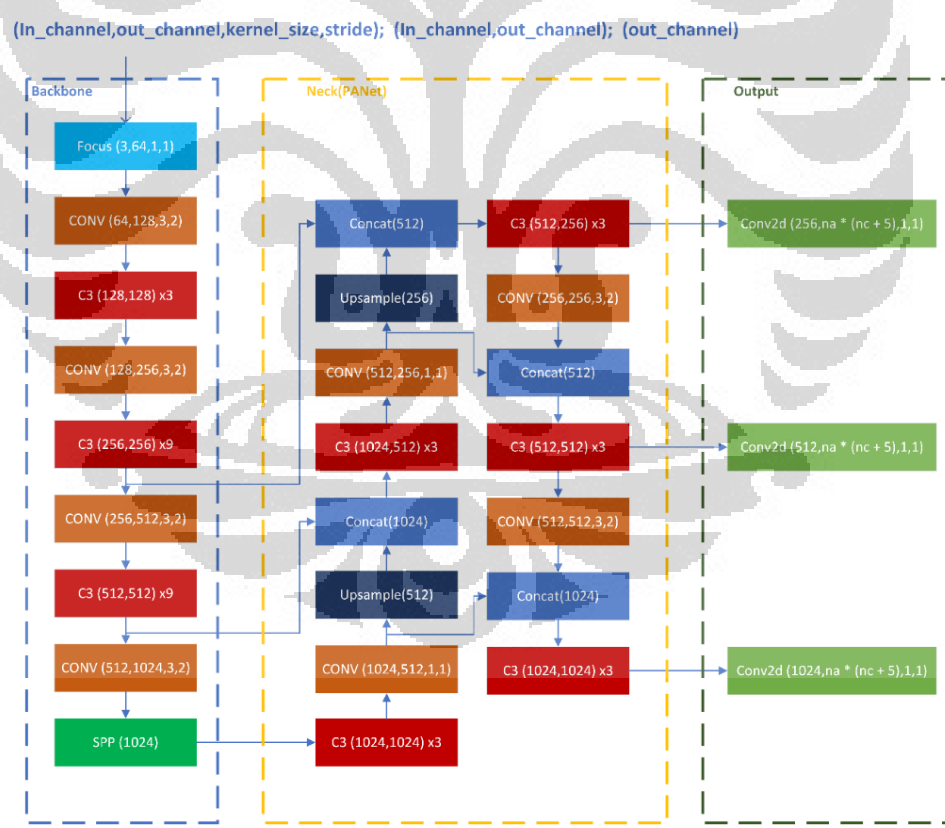 (In_channel,out_channel,kernel_size,stride); (In_channel,out_channel); (out_channel)
Backbone
Focus (3,64,1,1)
CONV (64,128,3,2)
C3 (128,128) x3
CONV (128,256,3,2)
C3 (256,256) x9
CONV (256,512,3,2)
C3 (512,512) x9
CONV (512,1024,3,2)
SPP (1024)
Neck(PANet)
Concat(512)
Upsample(256)
CONV (512,256,1,1)
C3 (1024,512) x3
Concat(1024)
Upsample(512)
CONV (1024,512,1,1)
C3 (1024,1024) x3
C3 (512,256) x3
CONV (256,256,3,2)
Concat(512)
C3 (512,512) x3
CONV (512,512,3,2)
Concat(1024)
C3 (1024,1024) x3
Output
Conv2d (256,na * (nc + 5),1,1)
Conv2d (512,na * (nc + 5),1,1)
Conv2d (1024,na * (nc + 5),1,1)